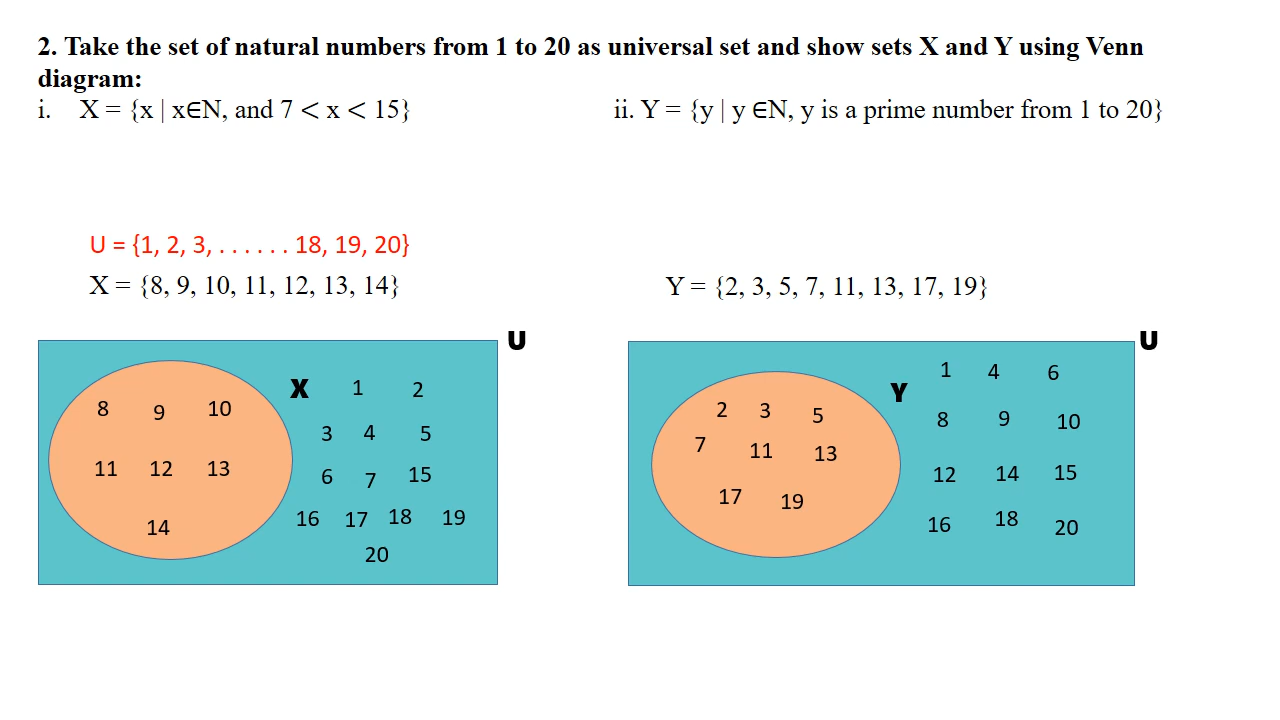 2. Take the set of natural numbers from 1 to 20 as universal set and show sets X and Y using Venn
diagram:
i. X = {x | x∈N, and 7 < x < 15}
ii. Y = {y | y ∈N, y is a prime number from 1 to 20}
U = {1, 2, 3, . . . . . . 18, 19, 20}
X = {8, 9, 10, 11, 12, 13, 14}
Y = {2, 3, 5, 7, 11, 13, 17, 19}
U
X 1 2
8 9 10
3 4 5
11 12 13
6 7 15
16 17 18 19
14
20
U
1 4 6
Y
2 3 5
8 9 10
7 11 13
12 14 15
17 19
16 18 20